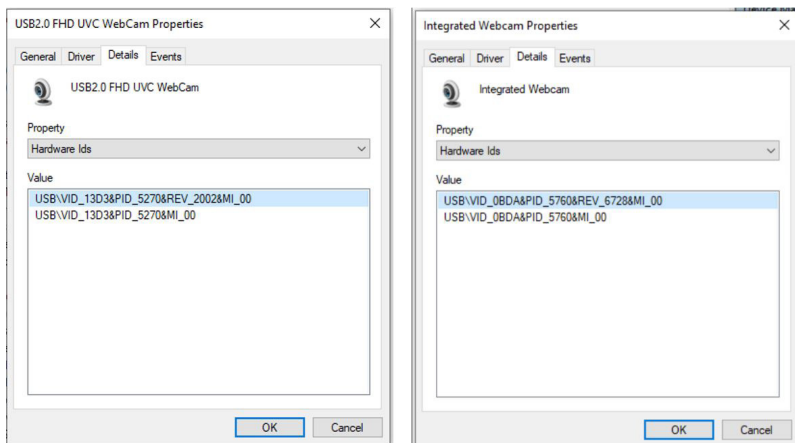 USB2.0 FHD UVC WebCam Properties
General Driver Details Events
USB2.0 FHD UVC WebCam
Property
Hardware Ids
Value
USB\VID_13D3&PID_5270&REV_2002&MI_00
USB\VID_13D3&PID_5270&MI_00
OK Cancel
Integrated Webcam Properties
General Driver Details Events
Integrated Webcam
Property
Hardware Ids
Value
USB\VID_0BDA&PID_5760&REV_6728&MI_00
USB\VID_0BDA&PID_5760&MI_00
OK Cancel